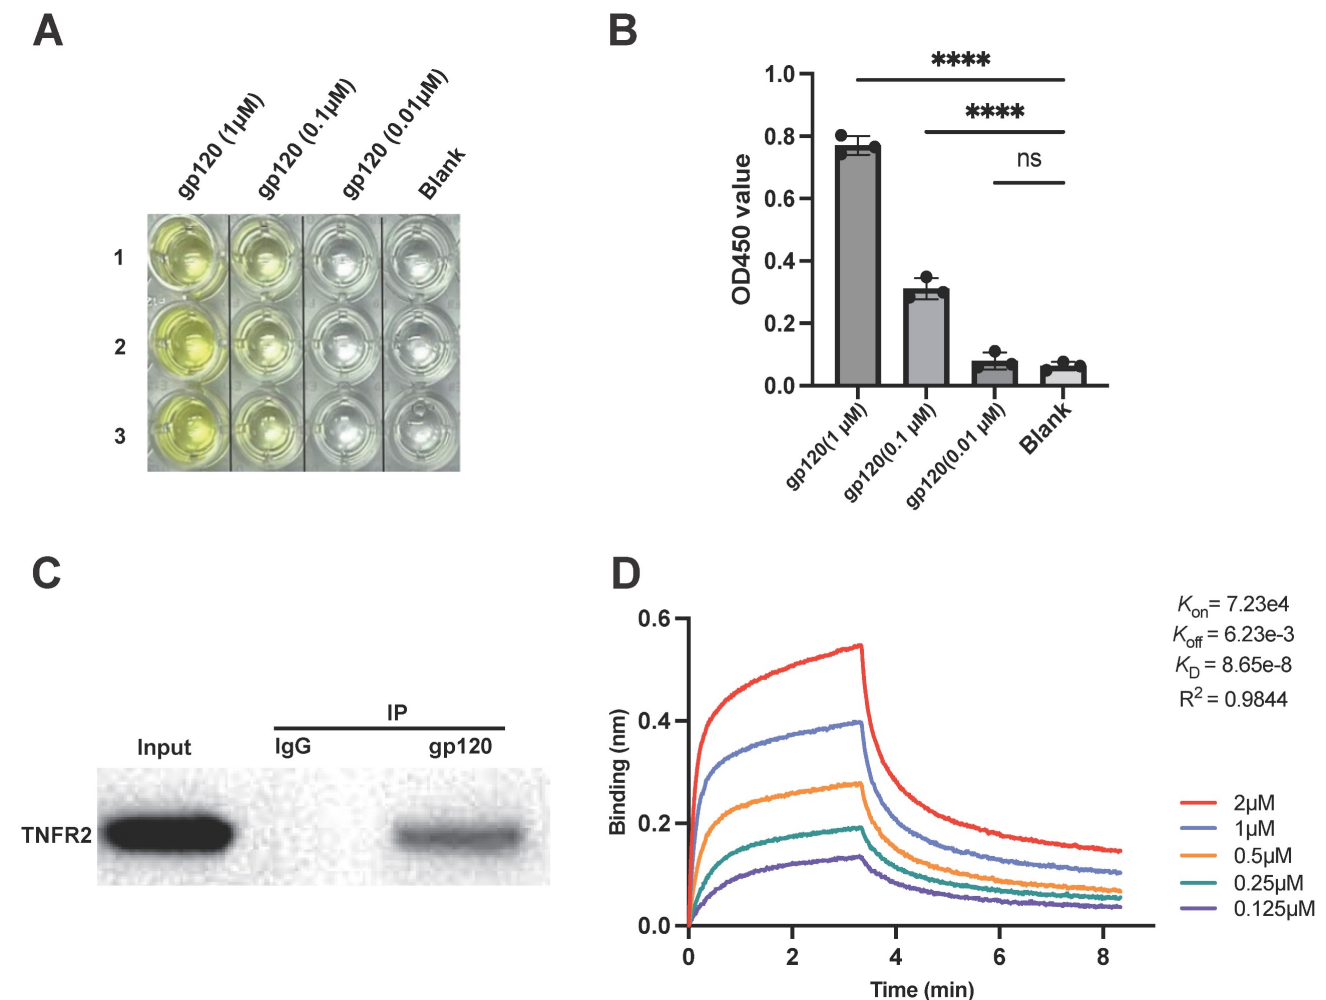 A
gp120 (1μM)
gp120 (0.1μM)
gp120 (0.01μM)
Blank
1
2
3
B
****
****
ns
1.0
0.8
0.6
0.4
0.2
0.0
OD450 value
gp120(1 μM)
gp120(0.1 μM)
gp120(0.01 μM)
Blank
C
IP
Input
IgG
gp120
TNFR2
D
0.6
0.4
0.2
0.0
Binding (nm)
0
2
4
6
8
Time (min)
Kon= 7.23e4
Koff = 6.23e-3
KD = 8.65e-8
R2 = 0.9844
2μM
1μM
0.5μM
0.25μM
0.125μM